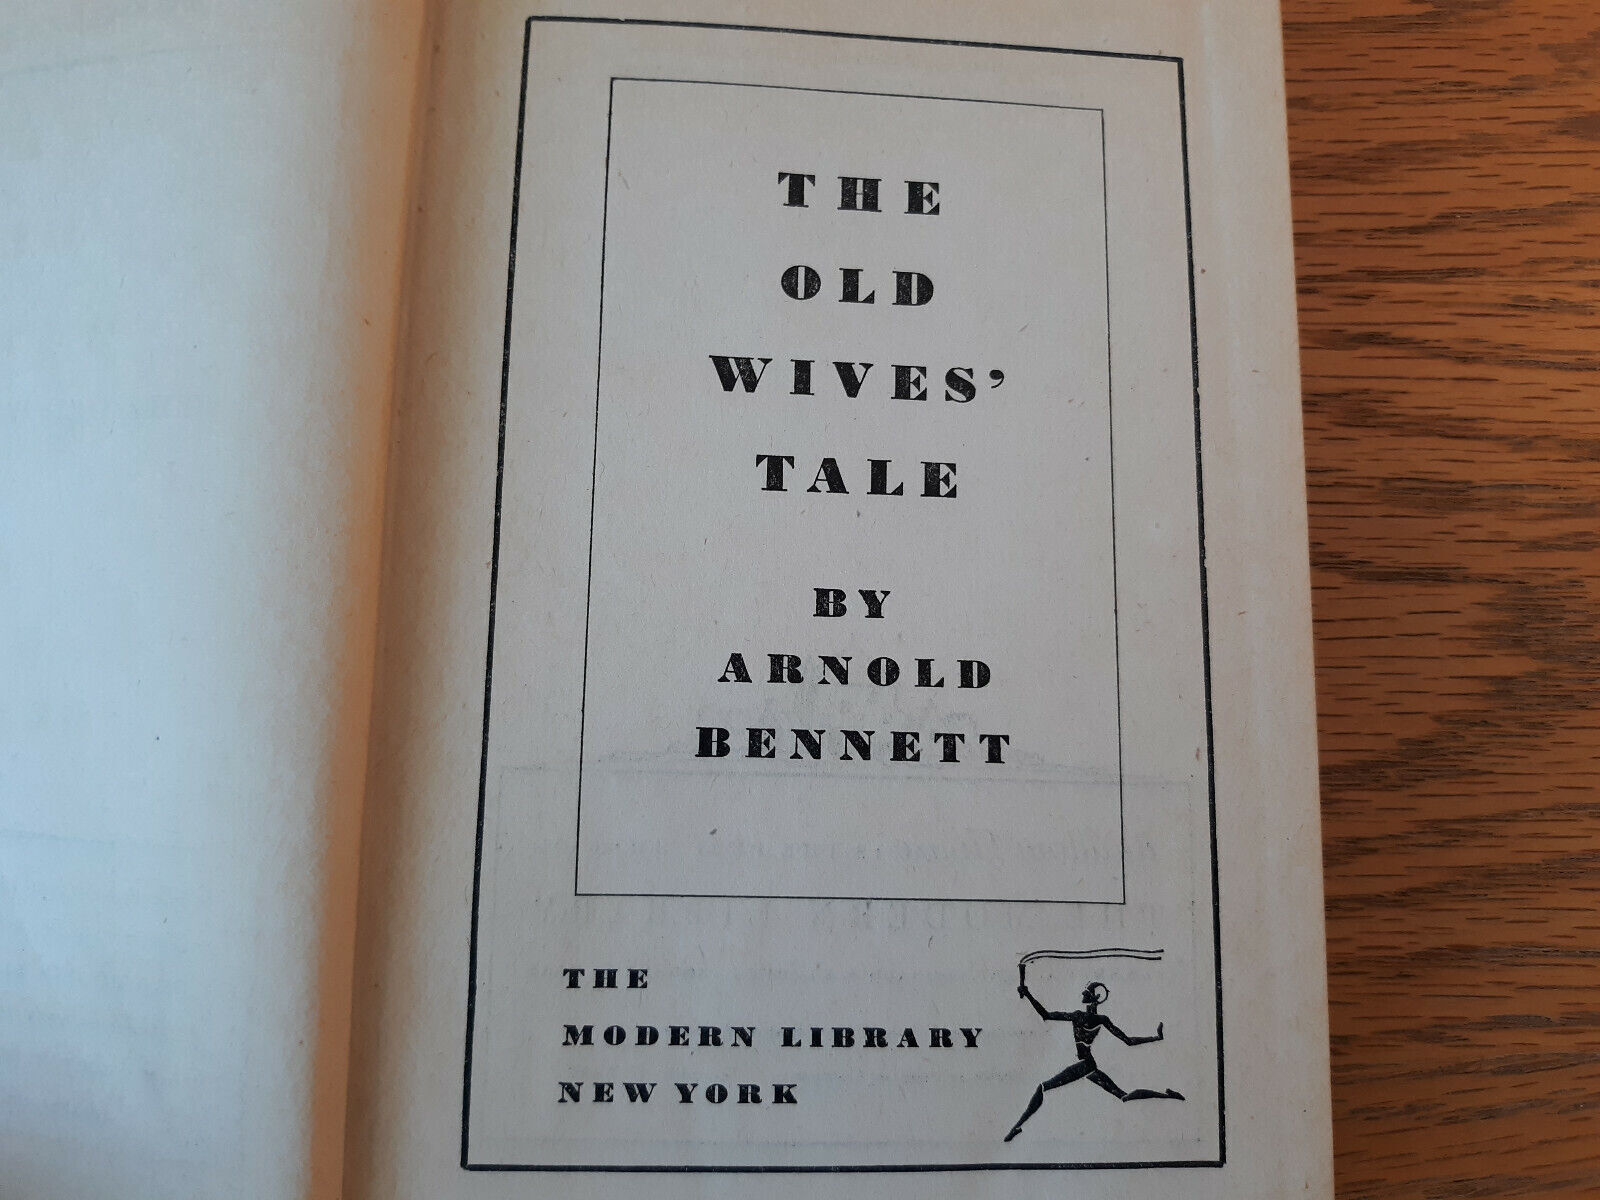 THE
OLD
WIVES’
TALE
BY
ARNOLD
BENNETT
THE
MODERN LIBRARY
NEW YORK